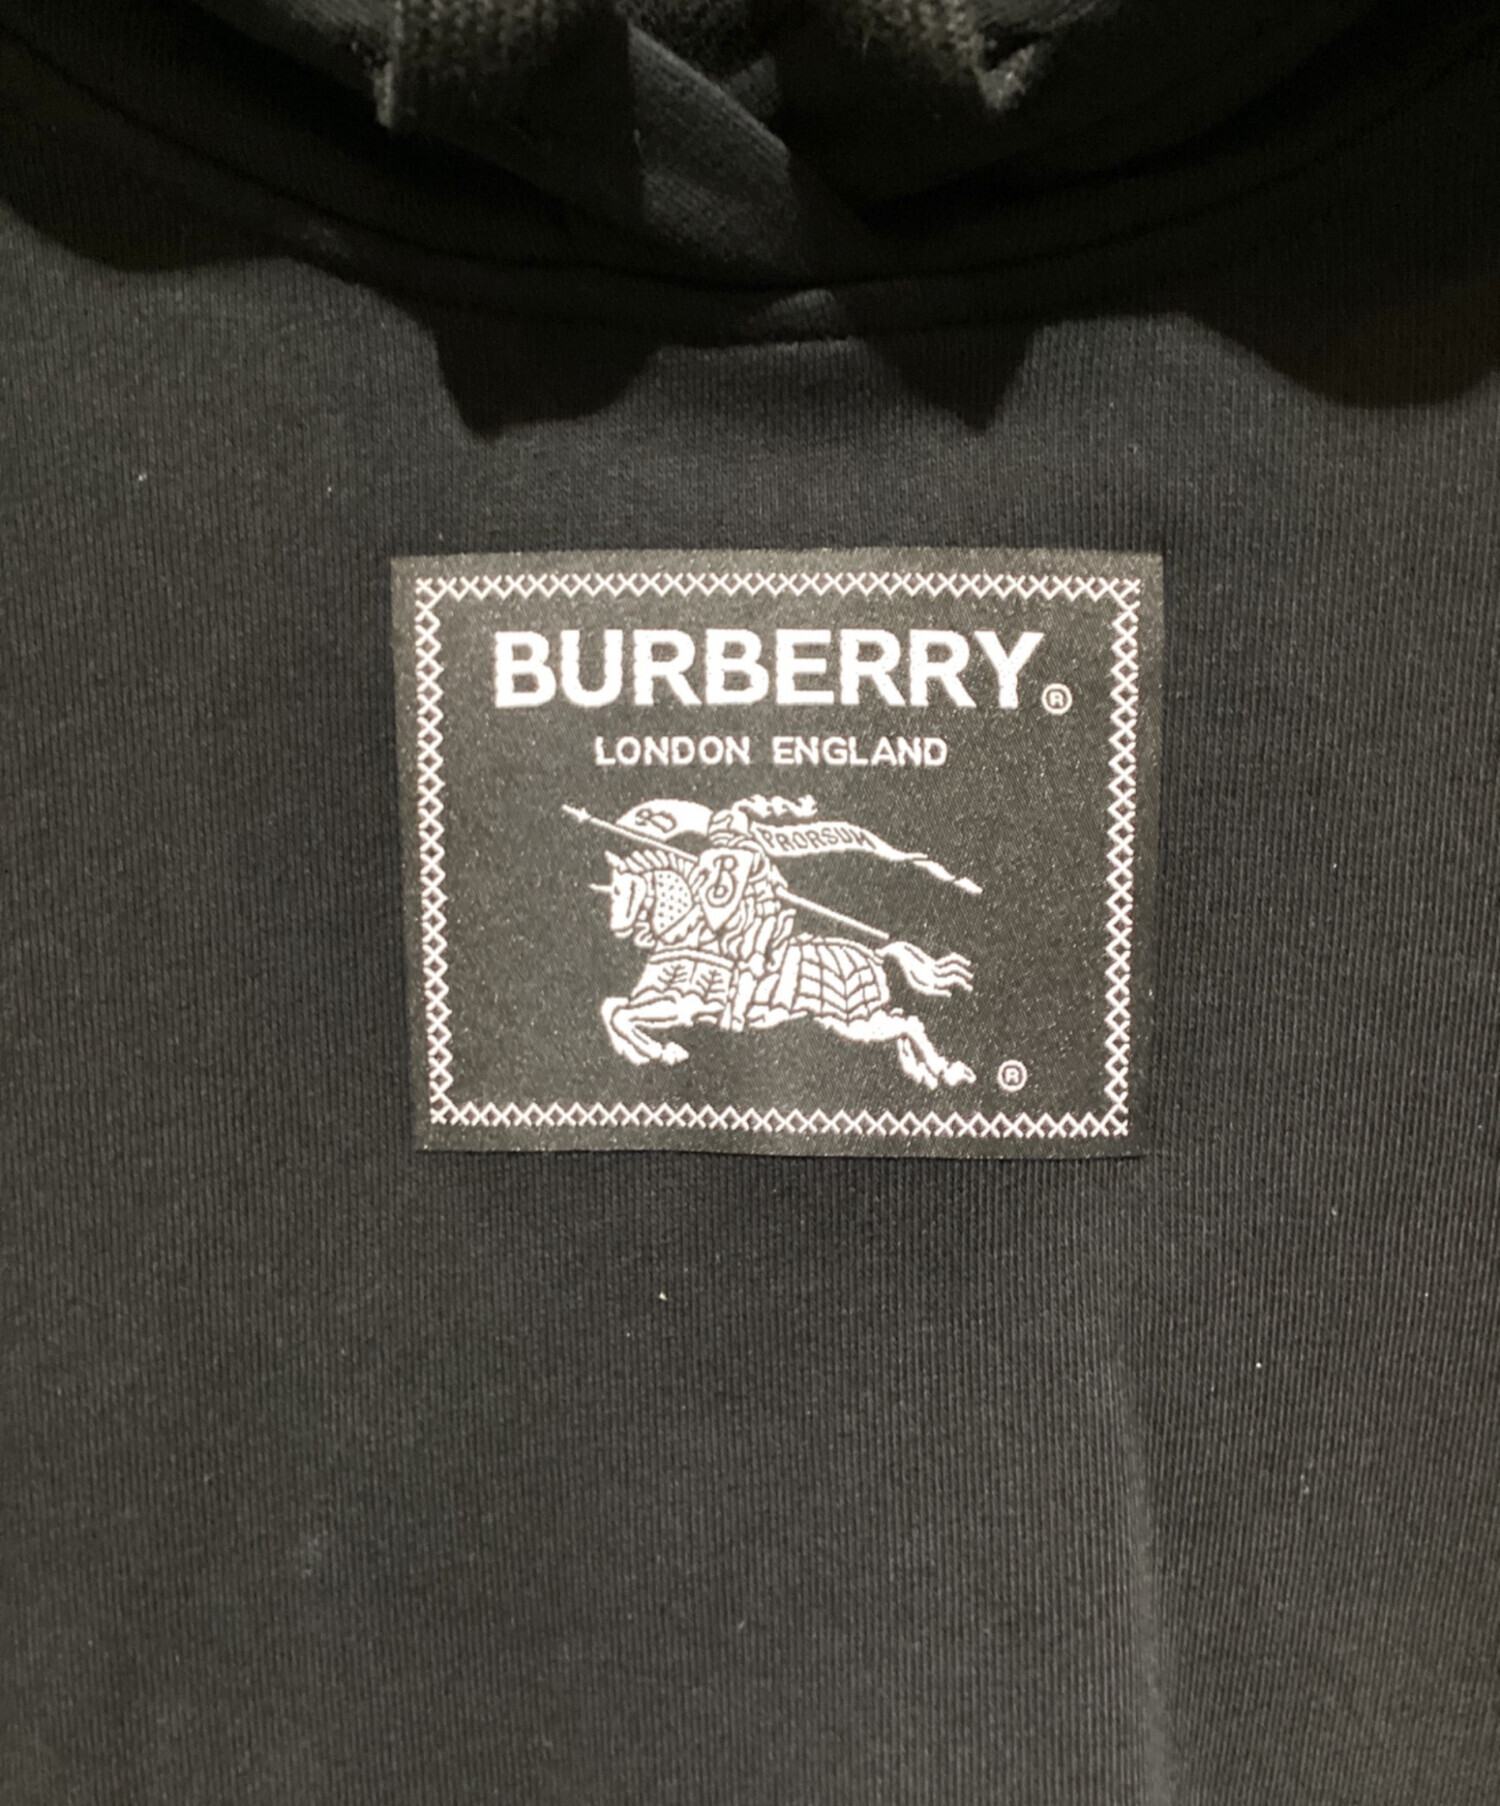 BURBERRY®
LONDON ENGLAND
B
PRORSUM
B
®